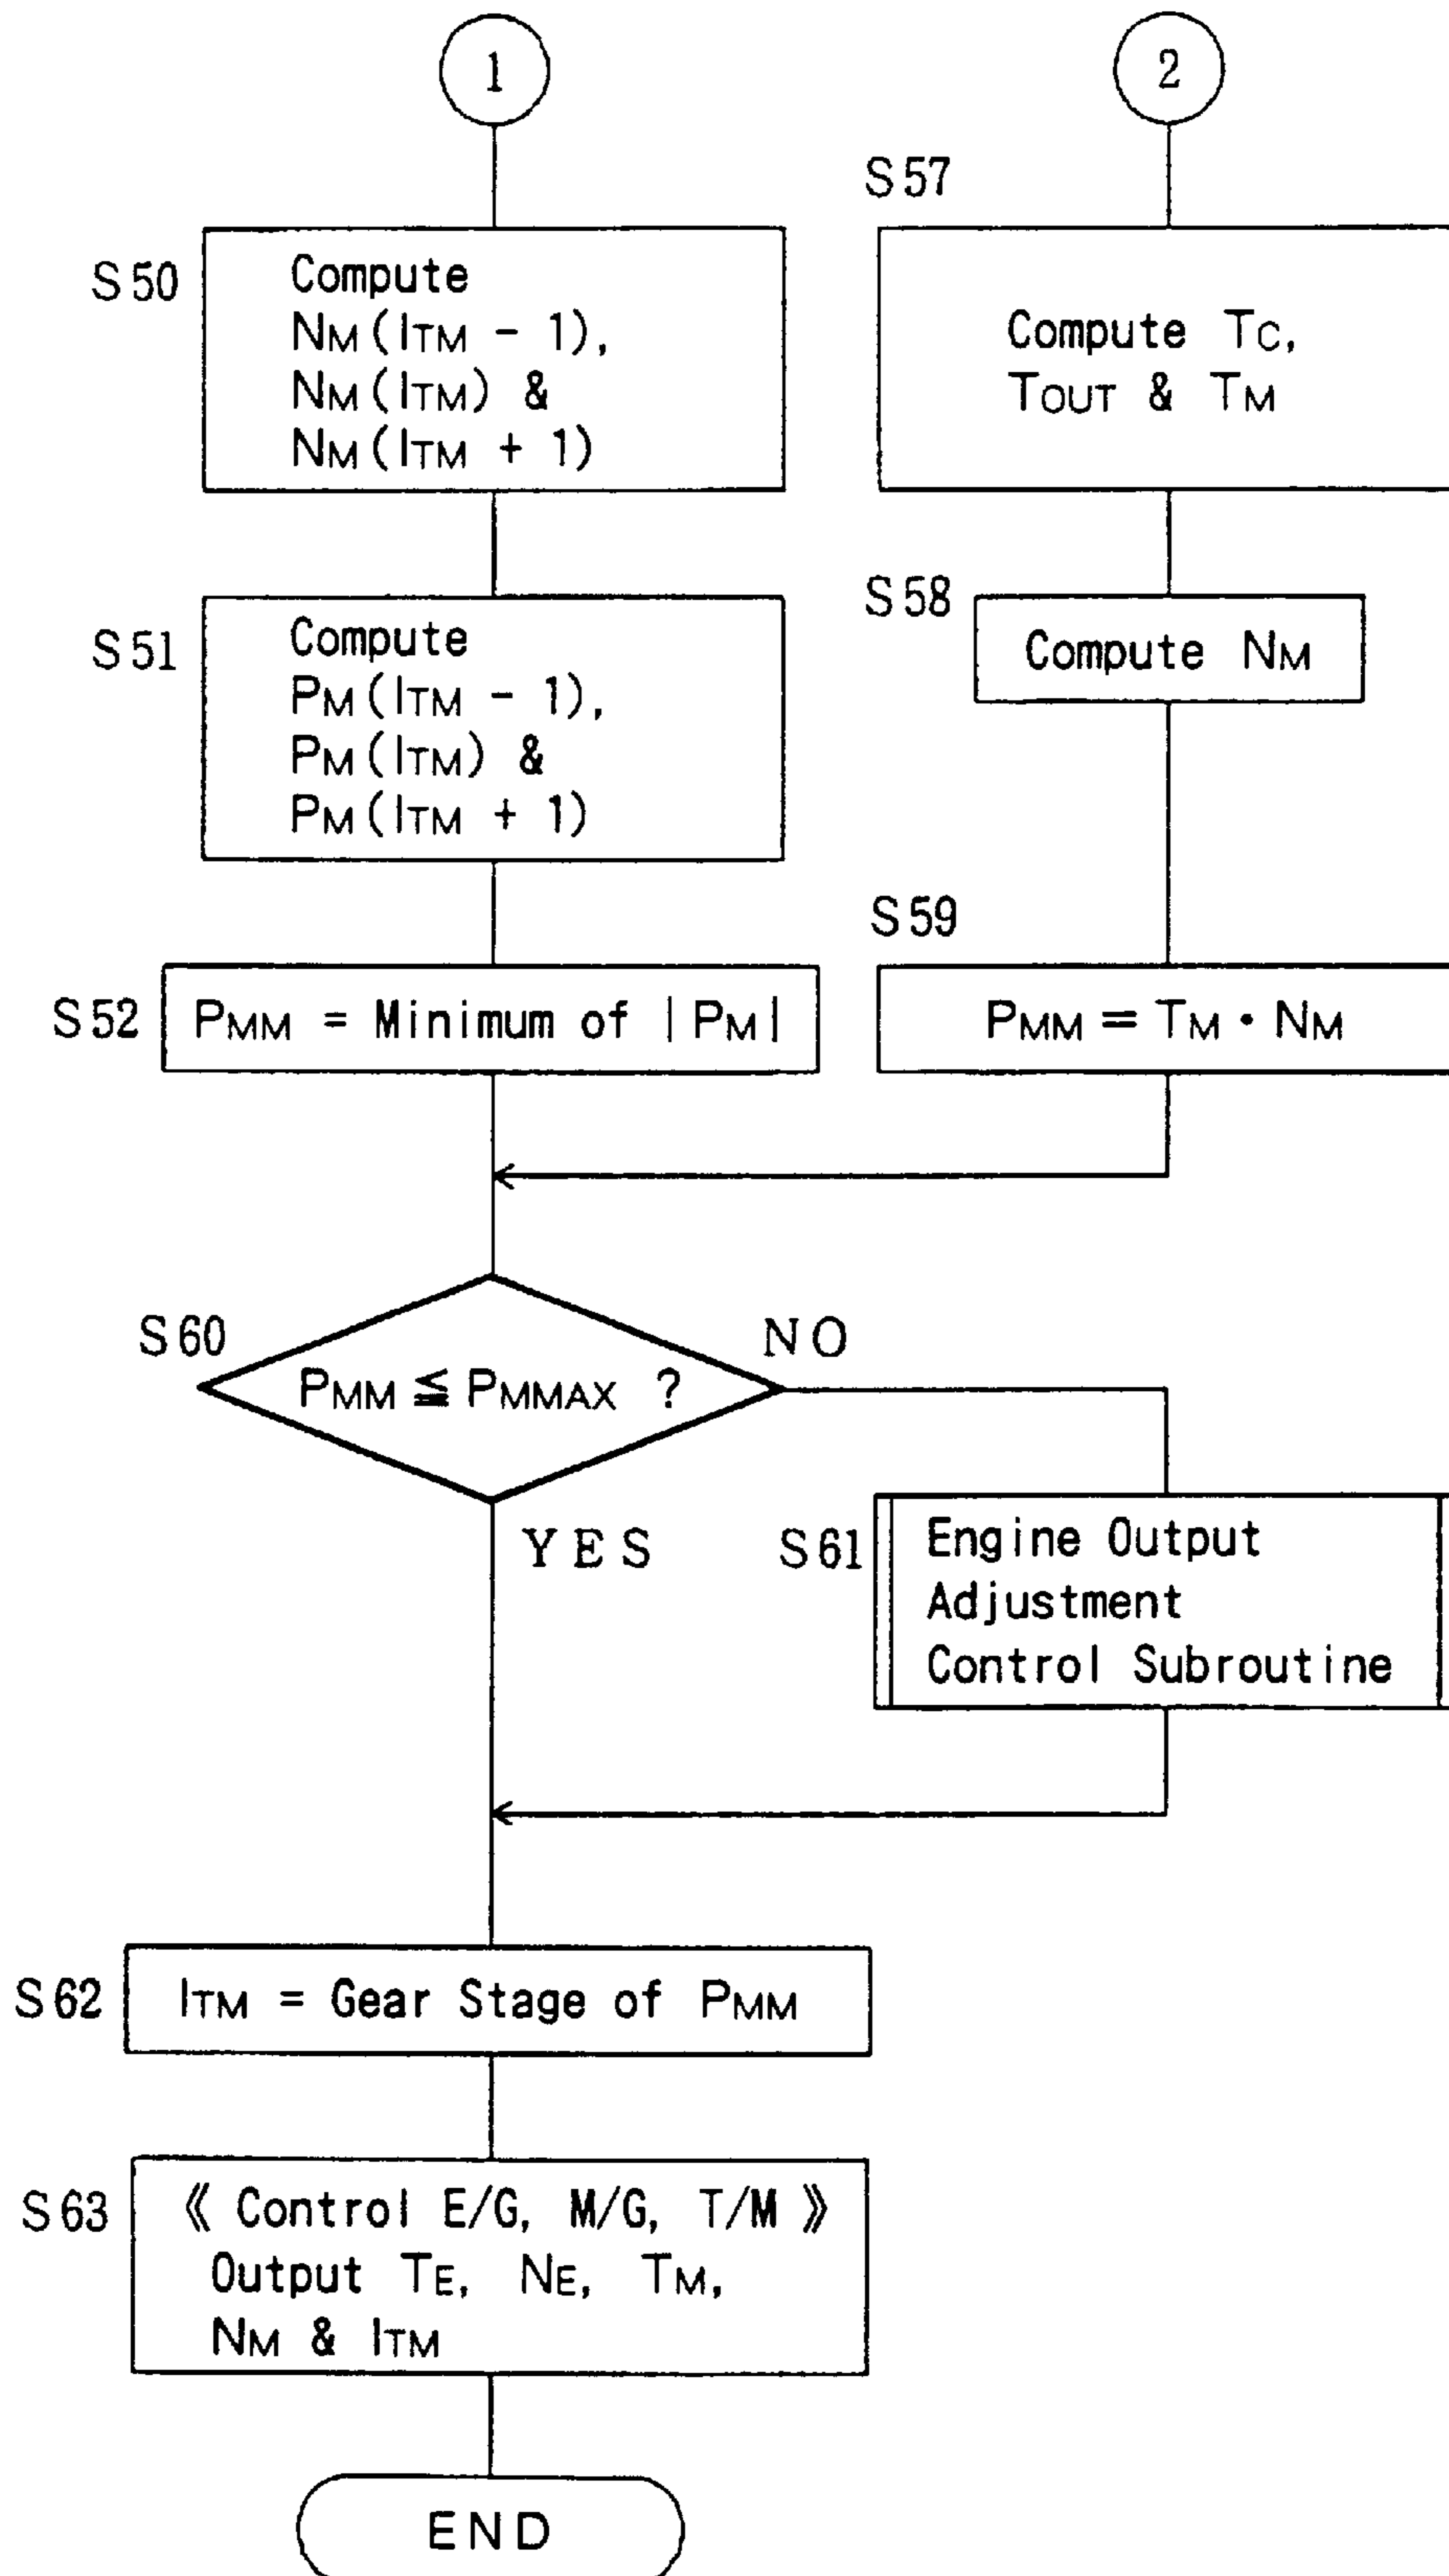 1
S50
Compute
NM(ITM - 1),
NM(ITM) &
NM(ITM + 1)
S51
Compute
PM(ITM - 1),
PM(ITM) &
PM(ITM + 1)
S52
PMM = Minimum of |PM|
2
S57
Compute TC,
TOUT & TM
S58
Compute NM
S59
PMM = TM・NM
S60
PMM ≦ PMMAX ?
NO
YES
S61
Engine Output
Adjustment
Control Subroutine
S62
ITM = Gear Stage of PMM
S63
《 Control E/G, M/G, T/M 》
Output TE, NE, TM,
NM & ITM
END